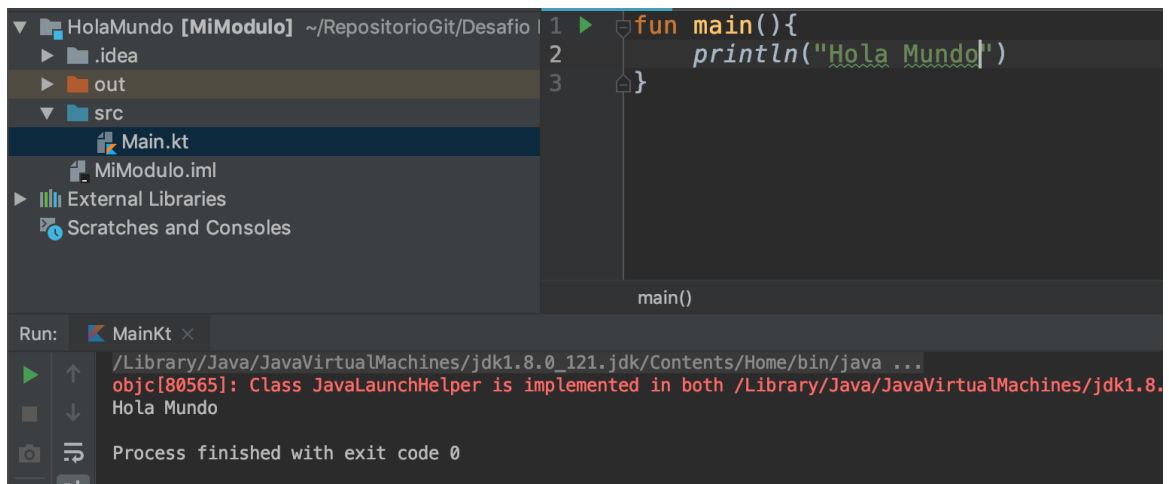 HolaMundo [MiModulo] ~/RepositorioGit/Desafio
.idea
out
src
Main.kt
MiModulo.iml
External Libraries
Scratches and Consoles
1 fun main(){
2 println("Hola Mundo")
3 }
main()
Run: MainKt
/Library/Java/JavaVirtualMachines/jdk1.8.0_121.jdk/Contents/Home/bin/java ...
objc[80565]: Class JavaLaunchHelper is implemented in both /Library/Java/JavaVirtualMachines/jdk1.8.
Hola Mundo
Process finished with exit code 0